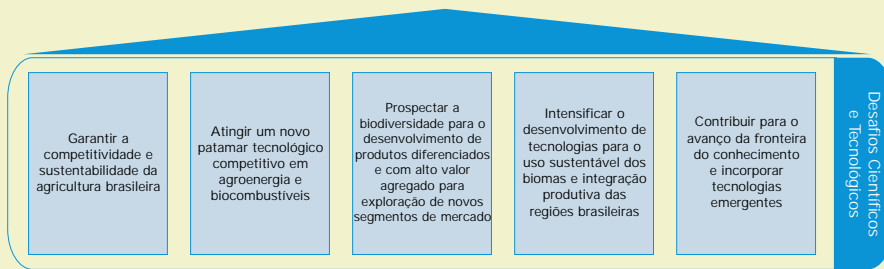 Garantir a
competitividade e
sustentabilidade da
agricultura brasileira
Atingir um novo
patamar tecnológico
competitivo em
agroenergia e
biocombustíveis
Prospectar a
biodiversidade para o
desenvolvimento de
produtos diferenciados
e com alto valor
agregado para
exploração de novos
segmentos de mercado
Intensificar o
desenvolvimento de
tecnologias para o
uso sustentável dos
biomas e integração
produtiva das
regiões brasileiras
Contribuir para o
avanço da fronteira
do conhecimento
e incorporar
tecnologias
emergentes
Desafios Científicos
e Tecnológicos